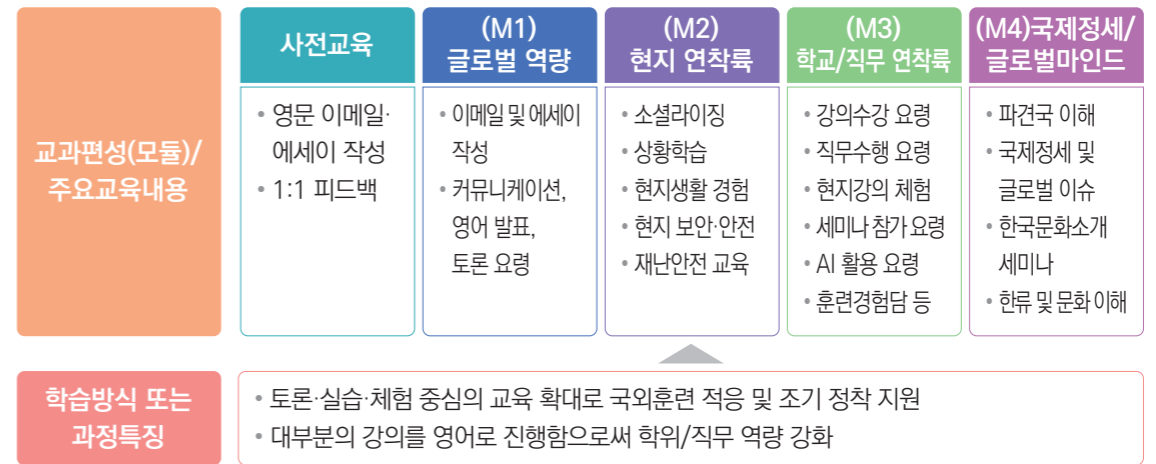 교과편성(모듈)/
주요교육내용
사전교육
• 영문 이메일·
에세이 작성
• 1:1 피드백
(M1)
글로벌 역량
• 이메일 및 에세이
작성
• 커뮤니케이션,
영어 발표,
토론 요령
(M2)
현지 연착륙
• 소셜라이징
• 상황학습
• 현지생활 경험
• 현지 보안·안전
• 재난안전 교육
(M3)
학교/직무 연착륙
• 강의수강 요령
• 직무수행 요령
• 현지강의 체험
• 세미나 참가 요령
• AI 활용 요령
• 훈련경험담 등
(M4)국제정세/
글로벌마인드
• 파견국 이해
• 국제정세 및
글로벌 이슈
• 한국문화소개
세미나
• 한류 및 문화 이해
학습방식 또는
과정특징
• 토론·실습·체험 중심의 교육 확대로 국외훈련 적응 및 조기 정착 지원
• 대부분의 강의를 영어로 진행함으로써 학위/직무 역량 강화